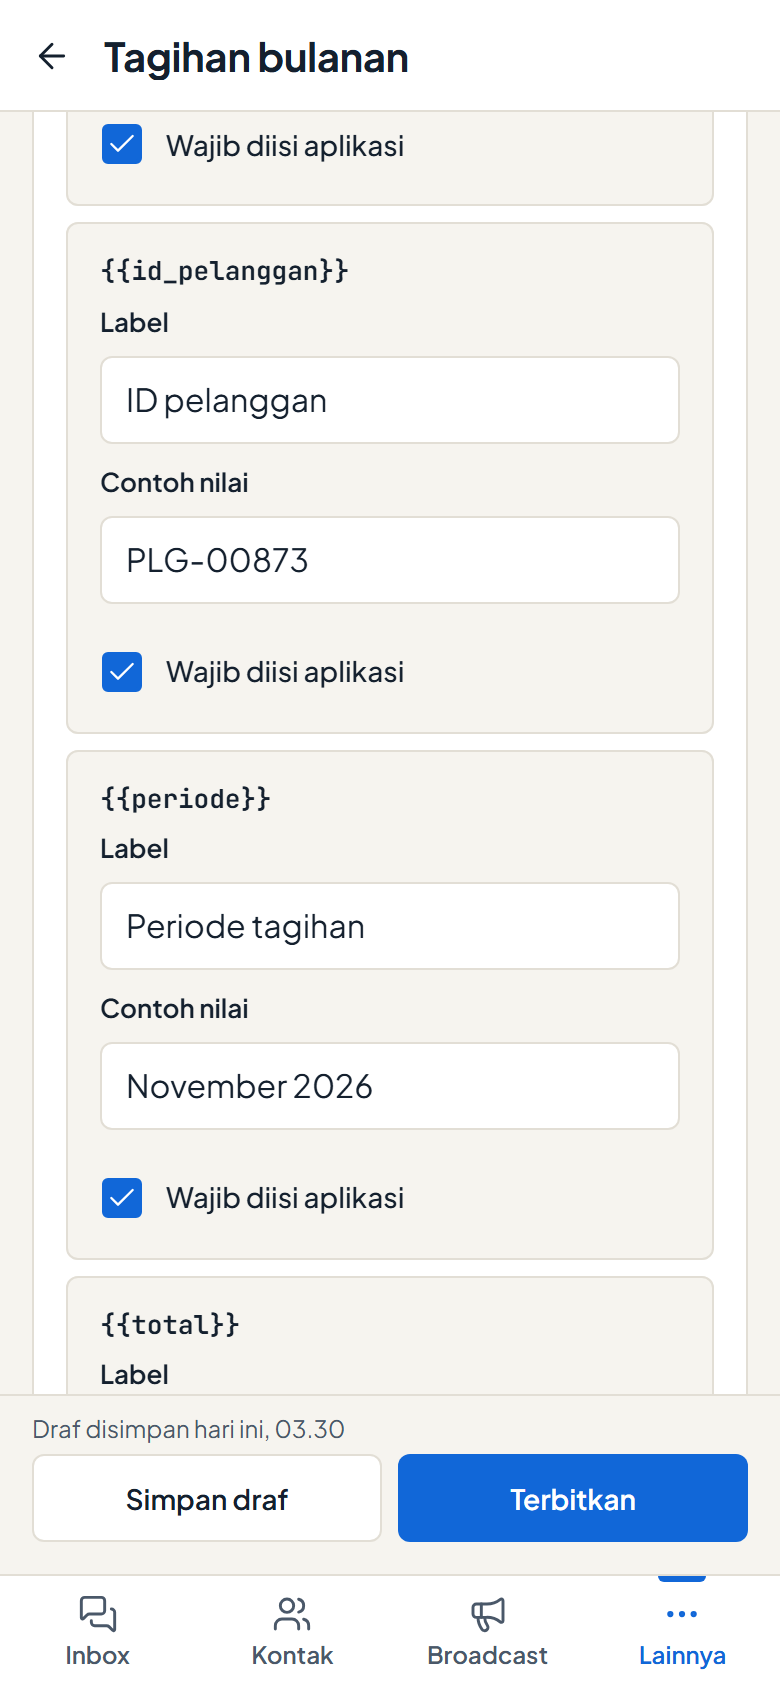 Tagihan bulanan
Wajib diisi aplikasi
{{id_pelanggan}}
Label
ID pelanggan
Contoh nilai
PLG-00873
Wajib diisi aplikasi
{{periode}}
Label
Periode tagihan
Contoh nilai
November 2026
Wajib diisi aplikasi
{{total}}
Label
Draf disimpan hari ini, 03.30
Simpan draf
Terbitkan
Inbox
Kontak
Broadcast
Lainnya